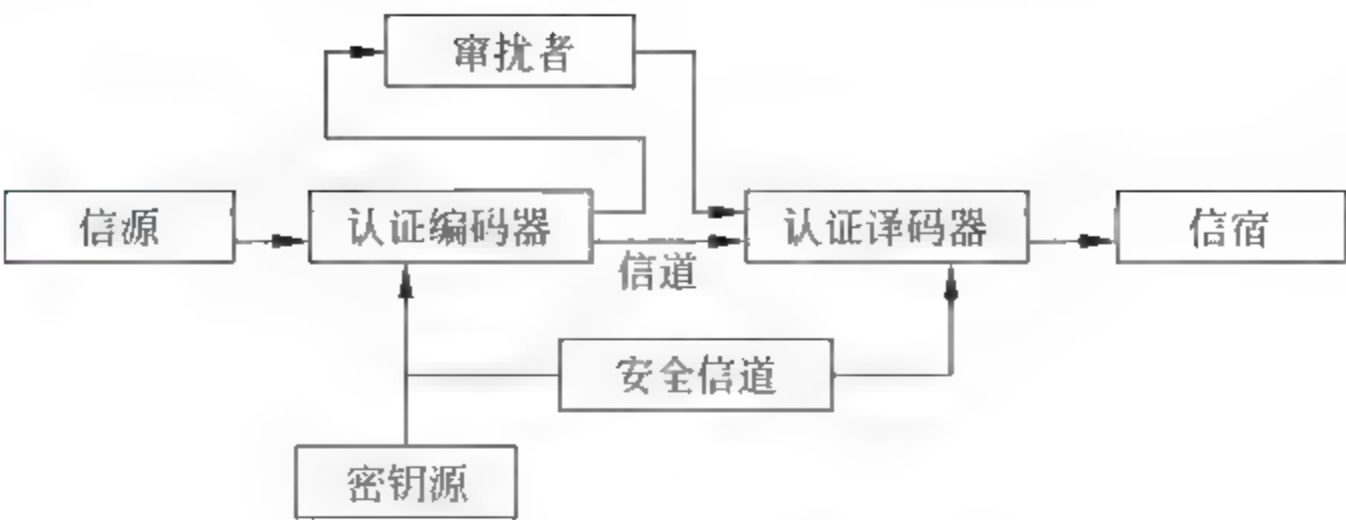 窜扰者
信源
认证编码器
信道
认证译码器
信宿
安全信道
密钥源